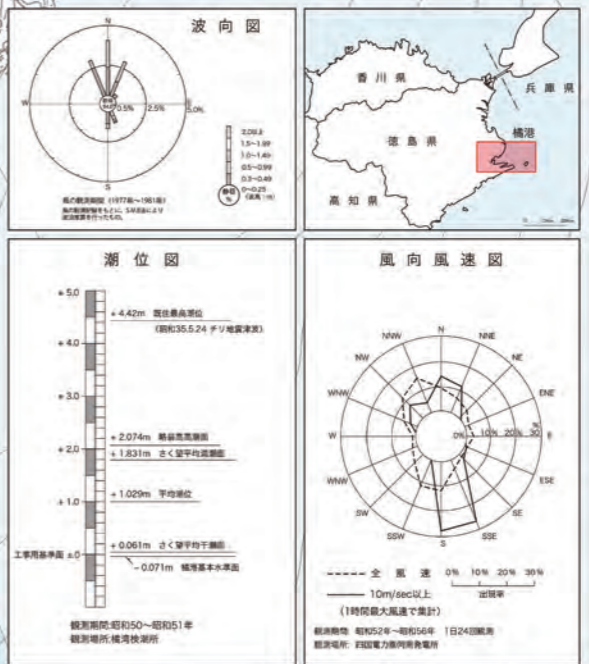 波向図
N
W
E
S
0.5%
2.5%
5.0%
1.5~1.99
1.0~1.49
0.5~0.99
0.3~0.49
0~0.25
静穏
%
香川県
兵庫県
徳島県
橘港
高知県
潮位図
+5.0
+4.42m 既往最高潮位
(昭和35.5.24 チリ地震津波)
+4.0
+3.0
+2.074m 略最高高潮面
+2.0
+1.831m さく望平均満潮面
+1.029m 平均潮位
+1.0
+0.061m さく望平均干潮面
工事用基準面 ±0
-0.071m 橘港基本水準面
観測期間:昭和50~昭和51年
観測場所:橘湾検潮所
風向風速図
N
NNW
NNE
NW
NE
WNW
ENE
W
0%
10%
20%
30
E
WNW
ESE
SW
SE
SSW
SSE
S
全風速
0% 10% 20% 30%
10m/sec以上
出現率
(1時間最大風速で集計)
観測期間: 昭和52年~昭和56年 1日24回観測
観測場所: 四国電力㈱阿南発電所